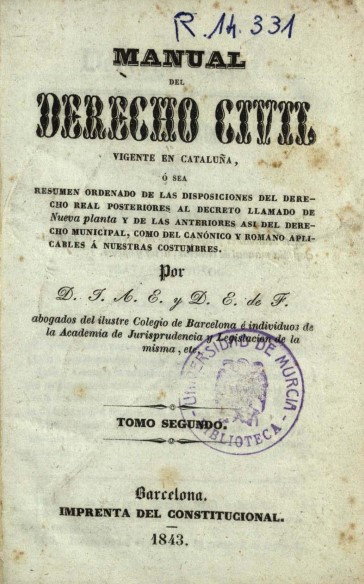 R. 14. 331
MANUAL
DEL
DERECHO CIVIL
VIGENTE EN CATALUÑA,
Ó SEA
RESUMEN ORDENADO DE LAS DISPOSICIONES DEL DERE-
CHO REAL POSTERIORES AL DECRETO LLAMADO DE
Nueva planta Y DE LAS ANTERIORES ASI DEL DERE-
CHO MUNICIPAL, COMO DEL CANÓNICO Y ROMANO APLI-
CABLES Á NUESTRAS COSTUMBRES.
Por
D. J. A. E. y D. E. de F.
abogados del ilustre Colegio de Barcelona é individuos de
la Academia de Jurisprudencia y Legislacion de la
misma, etc.
UNIVERSIDAD DE MURCIA
BIBLIOTECA
TOMO SEGUNDO.
Barcelona.
IMPRENTA DEL CONSTITUCIONAL.
1843.